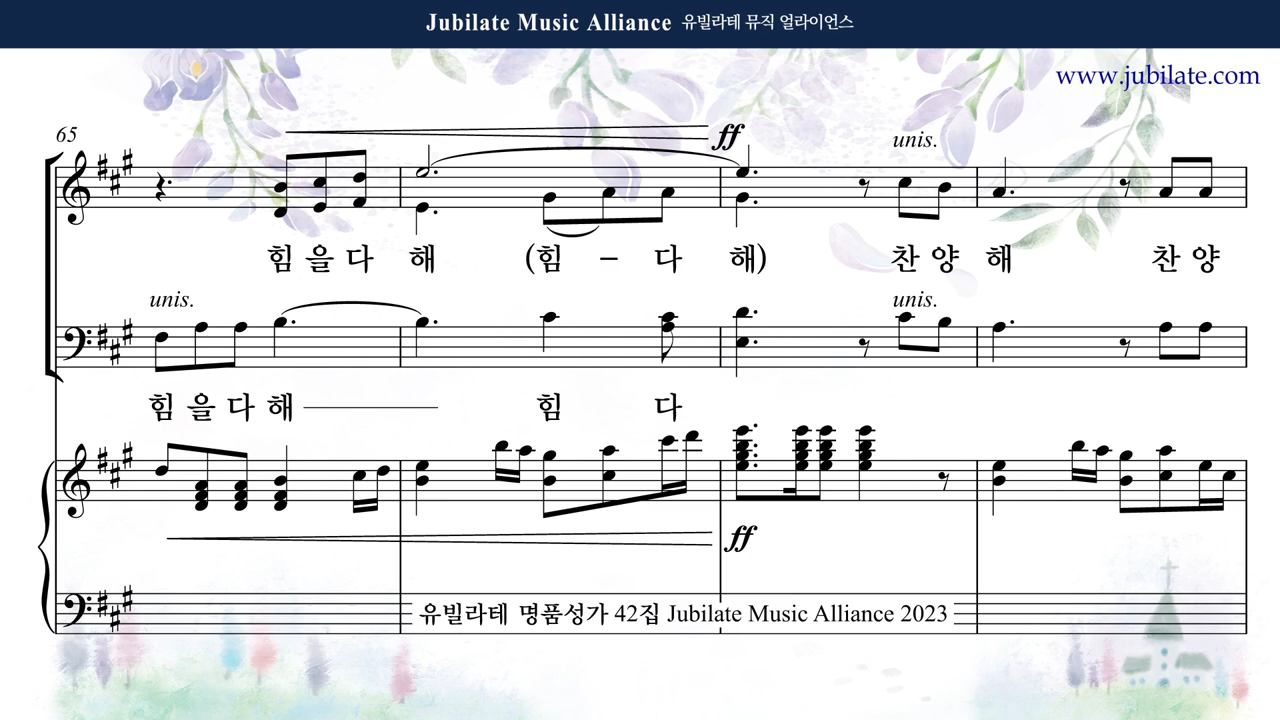 Jubilate Music Alliance 유빌라테 뮤직 얼라이언스
www.jubilate.com
65
ff
unis.
힘 을 다 해 (힘 – 다 해) 찬 양 해 찬 양
unis.
unis.
힘 을 다 해 힘 다
ff
유빌라테 명품성가 42집 Jubilate Music Alliance 2023